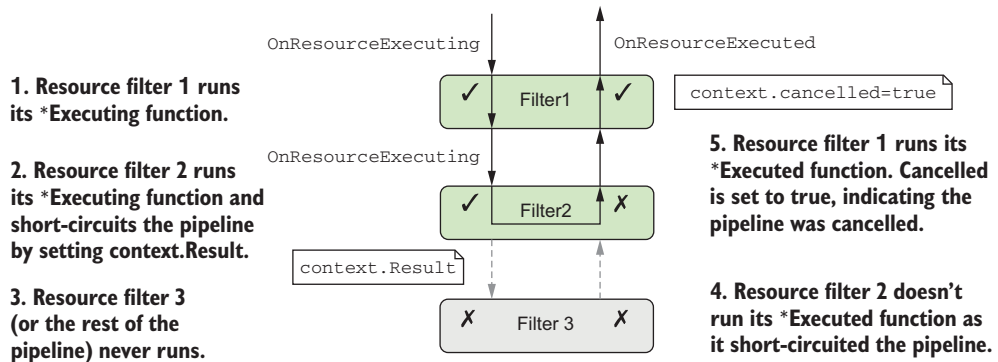 OnResourceExecuting
OnResourceExecuted
1. Resource filter 1 runs
its *Executing function.
✓ Filter1 ✓
context.cancelled=true
OnResourceExecuting
2. Resource filter 2 runs
its *Executing function and
short-circuits the pipeline
by setting context.Result.
✓ Filter2 ✗
5. Resource filter 1 runs its
*Executed function. Cancelled
is set to true, indicating the
pipeline was cancelled.
context.Result
3. Resource filter 3
(or the rest of the
pipeline) never runs.
✗ Filter 3 ✗
4. Resource filter 2 doesn’t
run its *Executed function as
it short-circuited the pipeline.